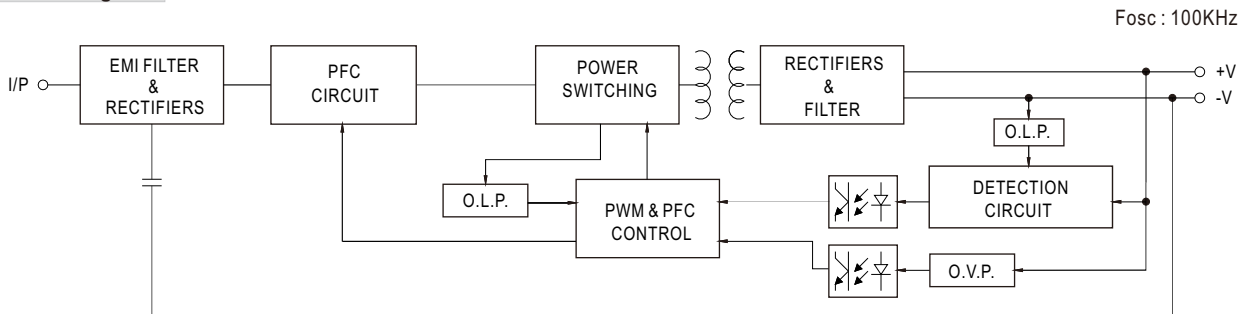 Fosc : 100KHz
I/P
EMI FILTER
&
RECTIFIERS
PFC
CIRCUIT
POWER
SWITCHING
RECTIFIERS
&
FILTER
+V
-V
O.L.P.
O.L.P.
PWM & PFC
CONTROL
DETECTION
CIRCUIT
O.V.P.